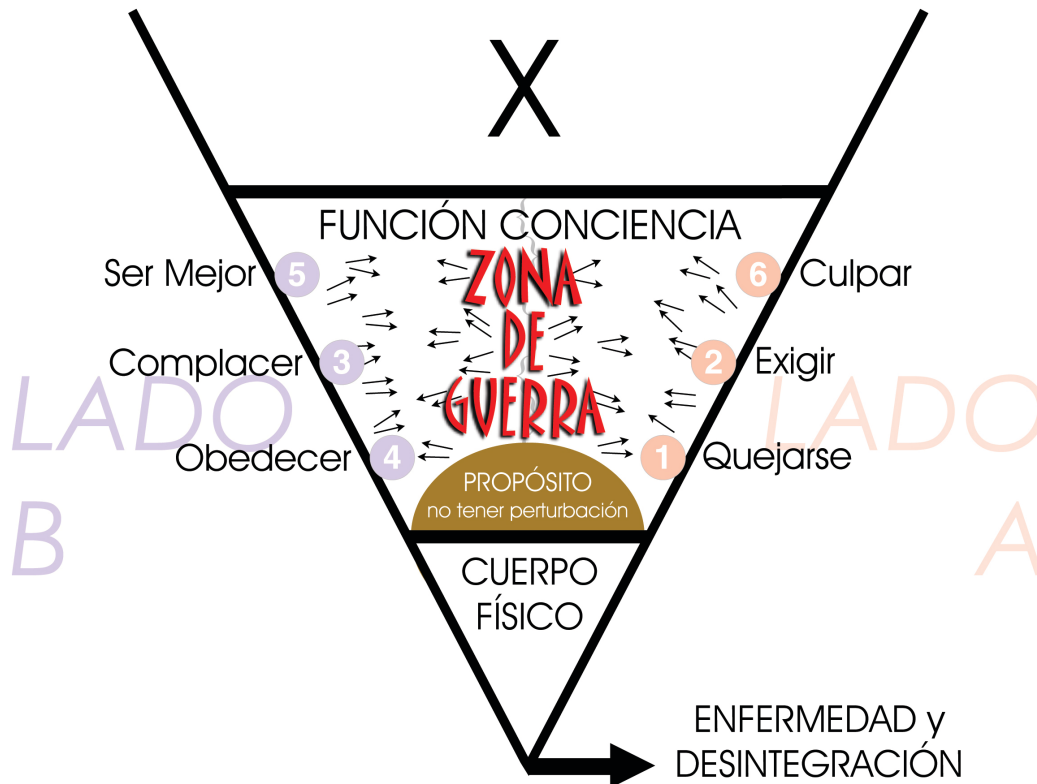 X
FUNCIÓN CONCIENCIA
Ser Mejor 5
ZONA
6 Culpar
DE
Complacer 3
2 Exigir
GUERRA
LADO
B
LADO
A
Obedecer 4
1 Quejarse
PROPÓSITO
no tener perturbación
CUERPO
FÍSICO
ENFERMEDAD y
DESINTEGRACIÓN